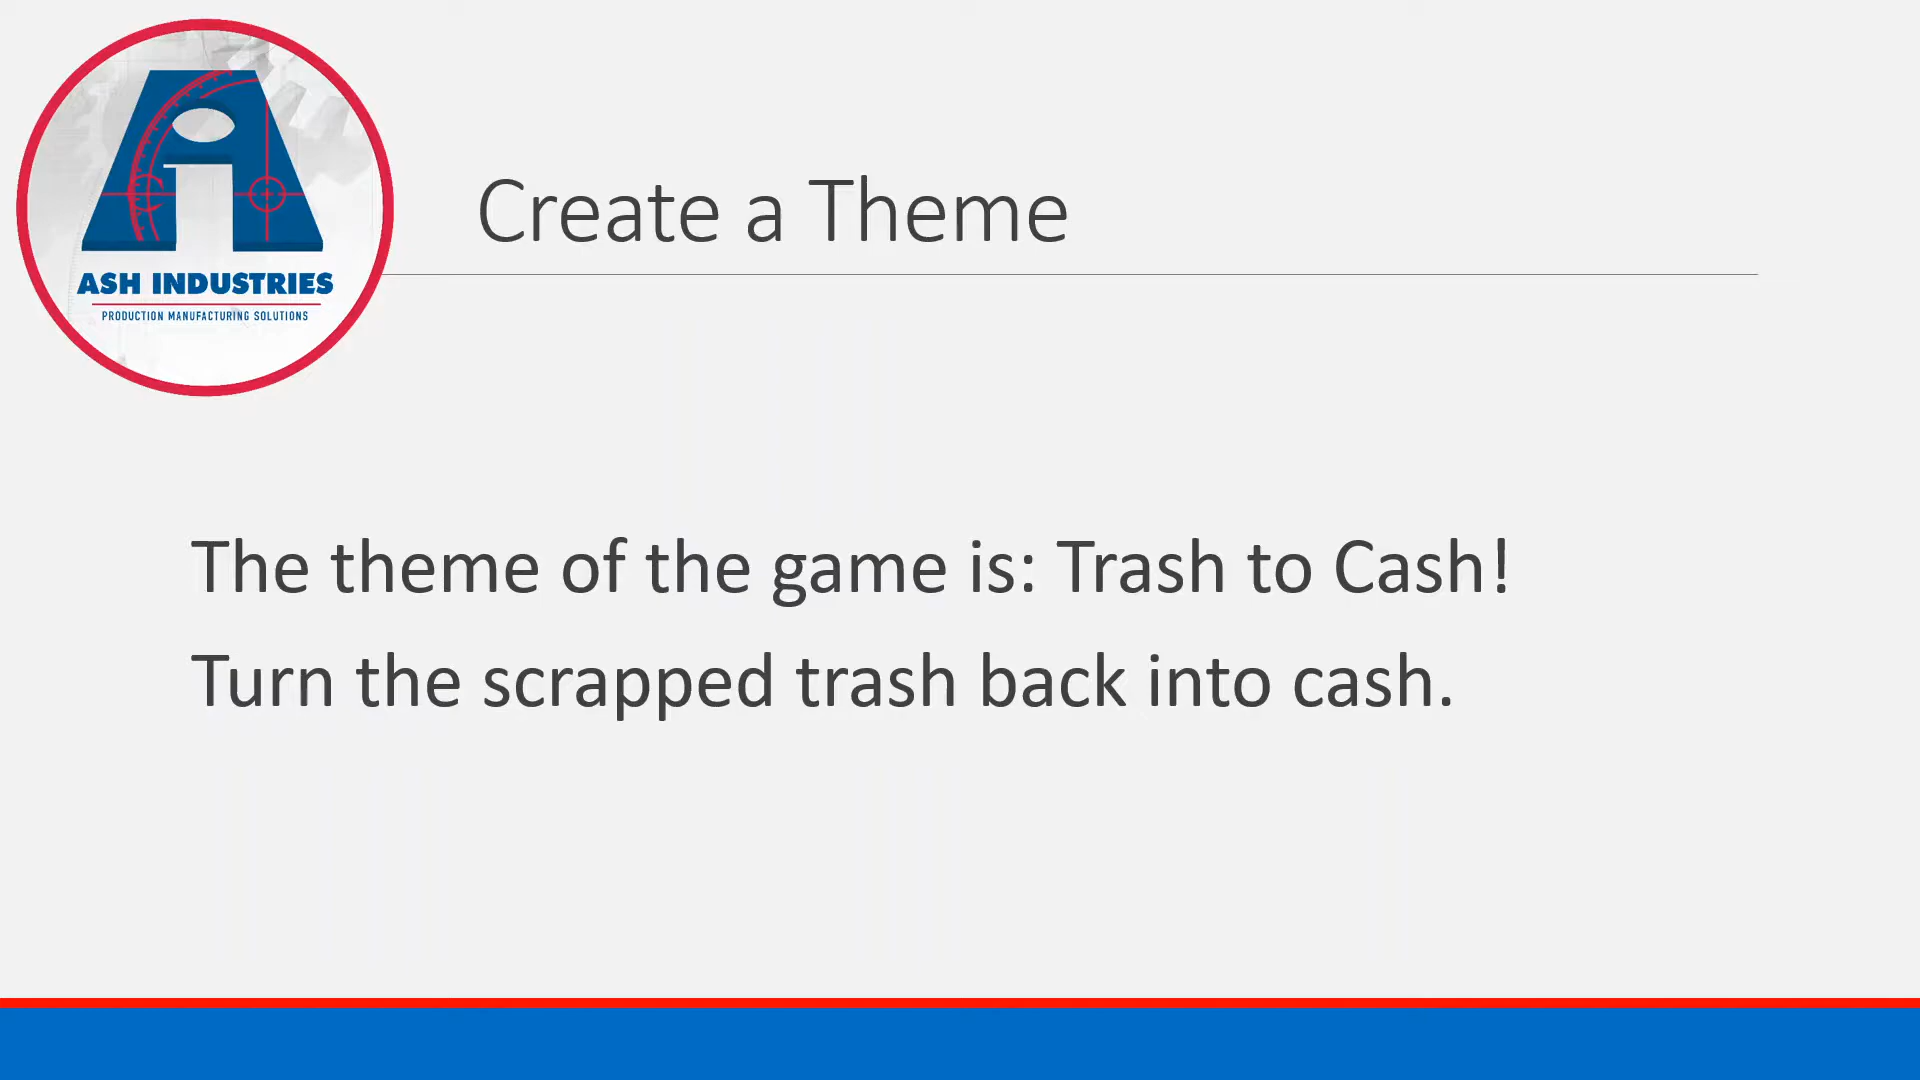 ASH INDUSTRIES
PRODUCTION MANUFACTURING SOLUTIONS
Create a Theme
The theme of the game is: Trash to Cash!
Turn the scrapped trash back into cash.